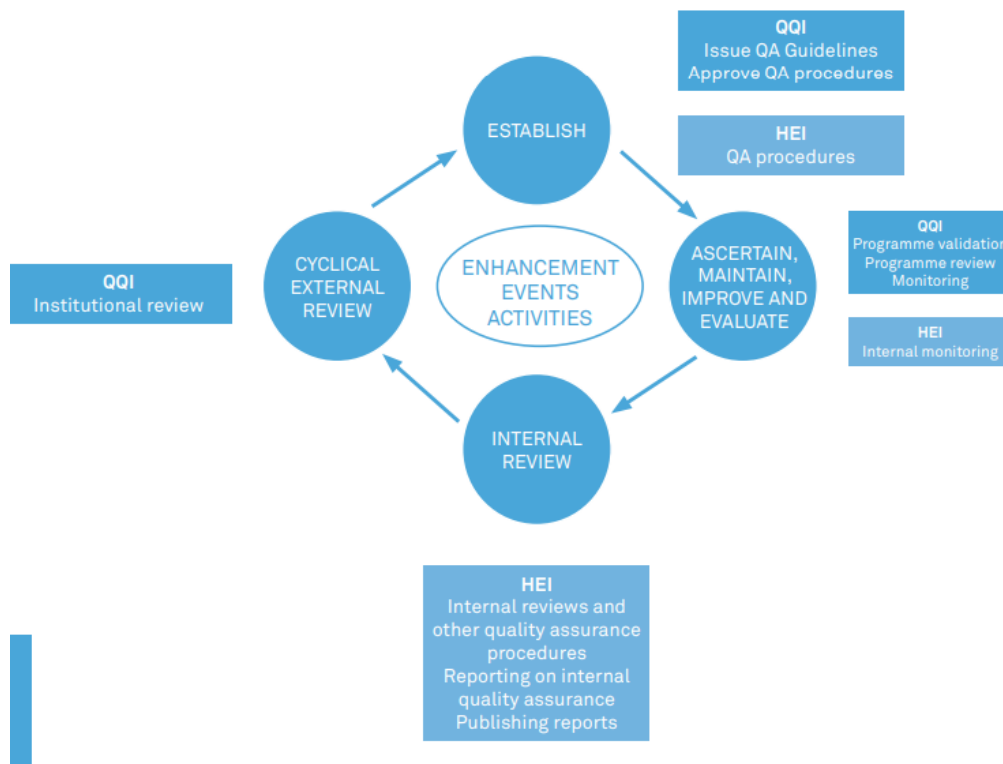 QQI
Issue QA Guidelines
Approve QA procedures
ESTABLISH
HEI
QA procedures
CYCLICAL
EXTERNAL
REVIEW
ENHANCEMENT
EVENTS
ACTIVITIES
ASCERTAIN,
MAINTAIN,
IMPROVE AND
EVALUATE
QQI
Programme validation
Programme review
Monitoring
QQI
Institutional review
HEI
Internal monitoring
INTERNAL
REVIEW
HEI
Internal reviews and
other quality assurance
procedures
Reporting on internal
quality assurance
Publishing reports